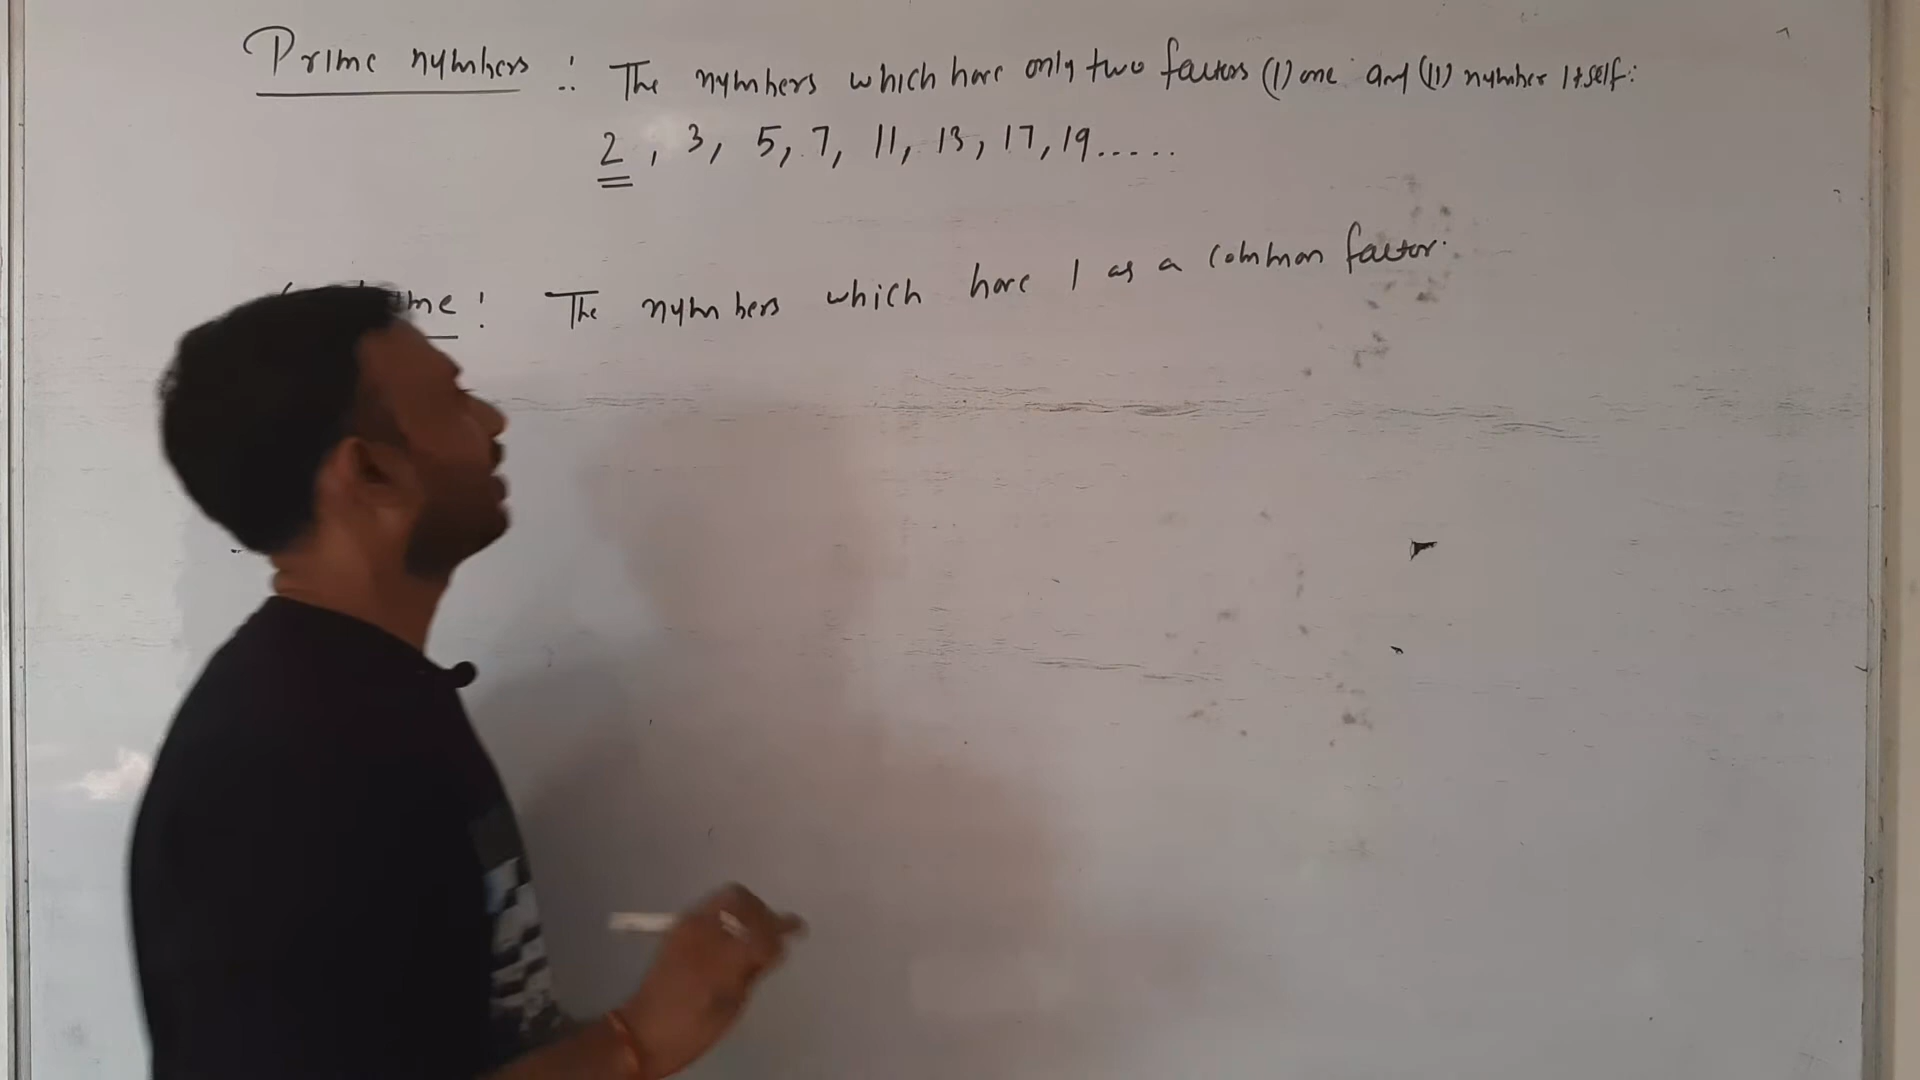 Prime numbers : The numbers which have only two factors (I) one and (II) number itself:
2, 3, 5, 7, 11, 13, 17, 19.....
The numbers which have 1 as a common factor.